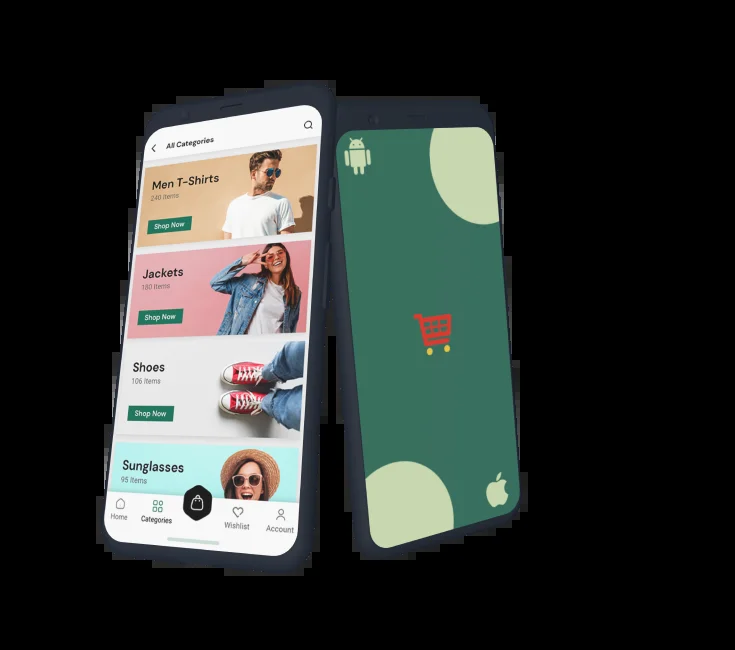 All Categories
Men T-Shirts
240 Items
Shop Now
Jackets
180 Items
Shop Now
Shoes
106 Items
Shop Now
Sunglasses
95 Items
Home
Categories
Wishlist
Account